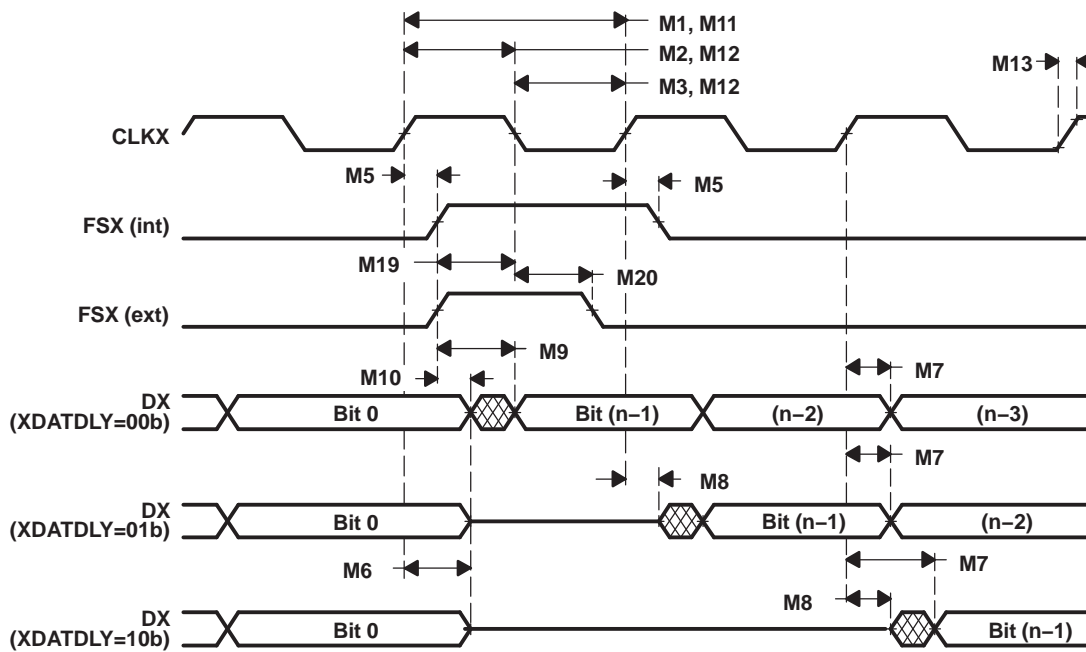 M1, M11
M2, M12
M13
M3, M12
CLKX
M5
M5
FSX (int)
M19
M20
FSX (ext)
M9
M10
M7
DX
(XDATDLY=00b)
Bit 0
Bit (n−1)
(n−2)
(n−3)
M7
M8
DX
(XDATDLY=01b)
Bit 0
Bit (n−1)
(n−2)
M6
M7
M8
DX
(XDATDLY=10b)
Bit 0
Bit (n−1)